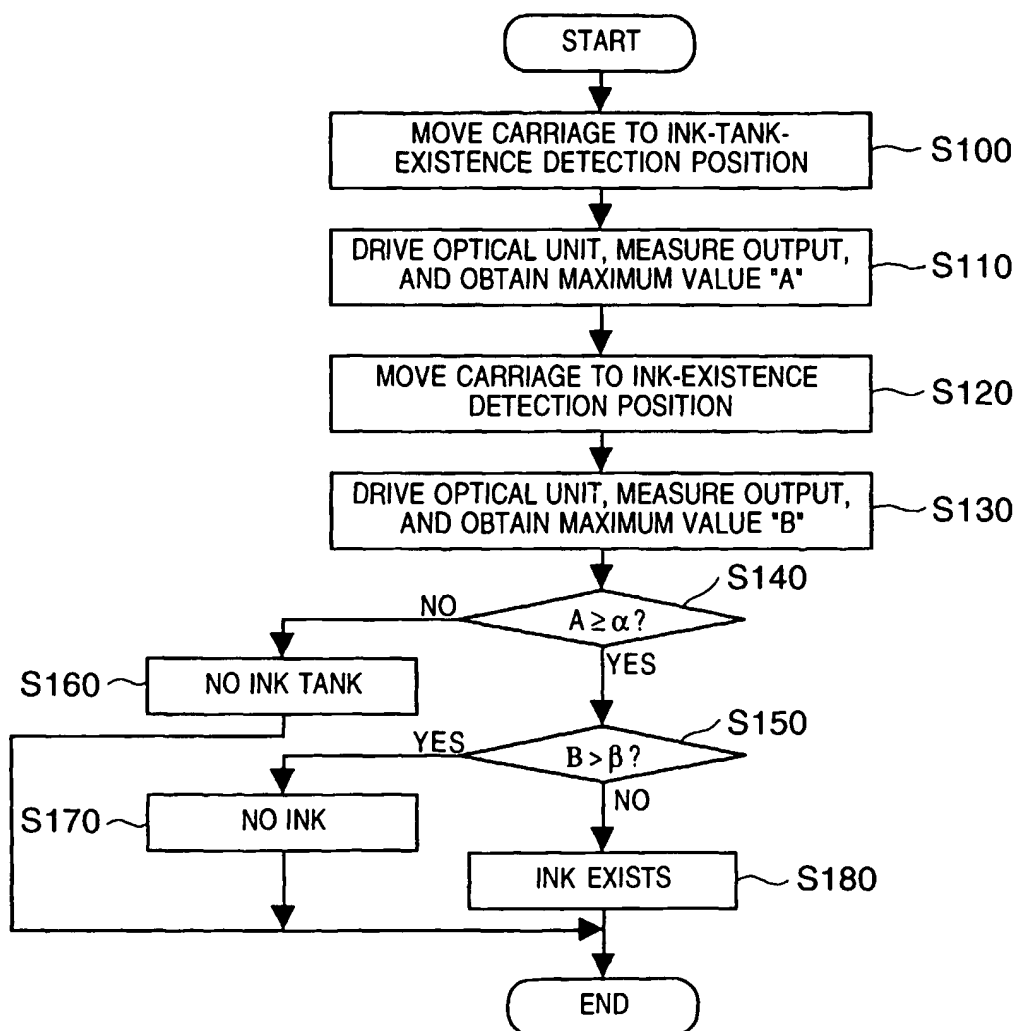 START
MOVE CARRIAGE TO INK-TANK-
EXISTENCE DETECTION POSITION
S100
DRIVE OPTICAL UNIT, MEASURE OUTPUT,
AND OBTAIN MAXIMUM VALUE "A"
S110
MOVE CARRIAGE TO INK-EXISTENCE
DETECTION POSITION
S120
DRIVE OPTICAL UNIT, MEASURE OUTPUT,
AND OBTAIN MAXIMUM VALUE "B"
S130
S140
NO
A ≥ α ?
YES
S160
NO INK TANK
S150
YES
B > β ?
NO
S170
NO INK
INK EXISTS
S180
END